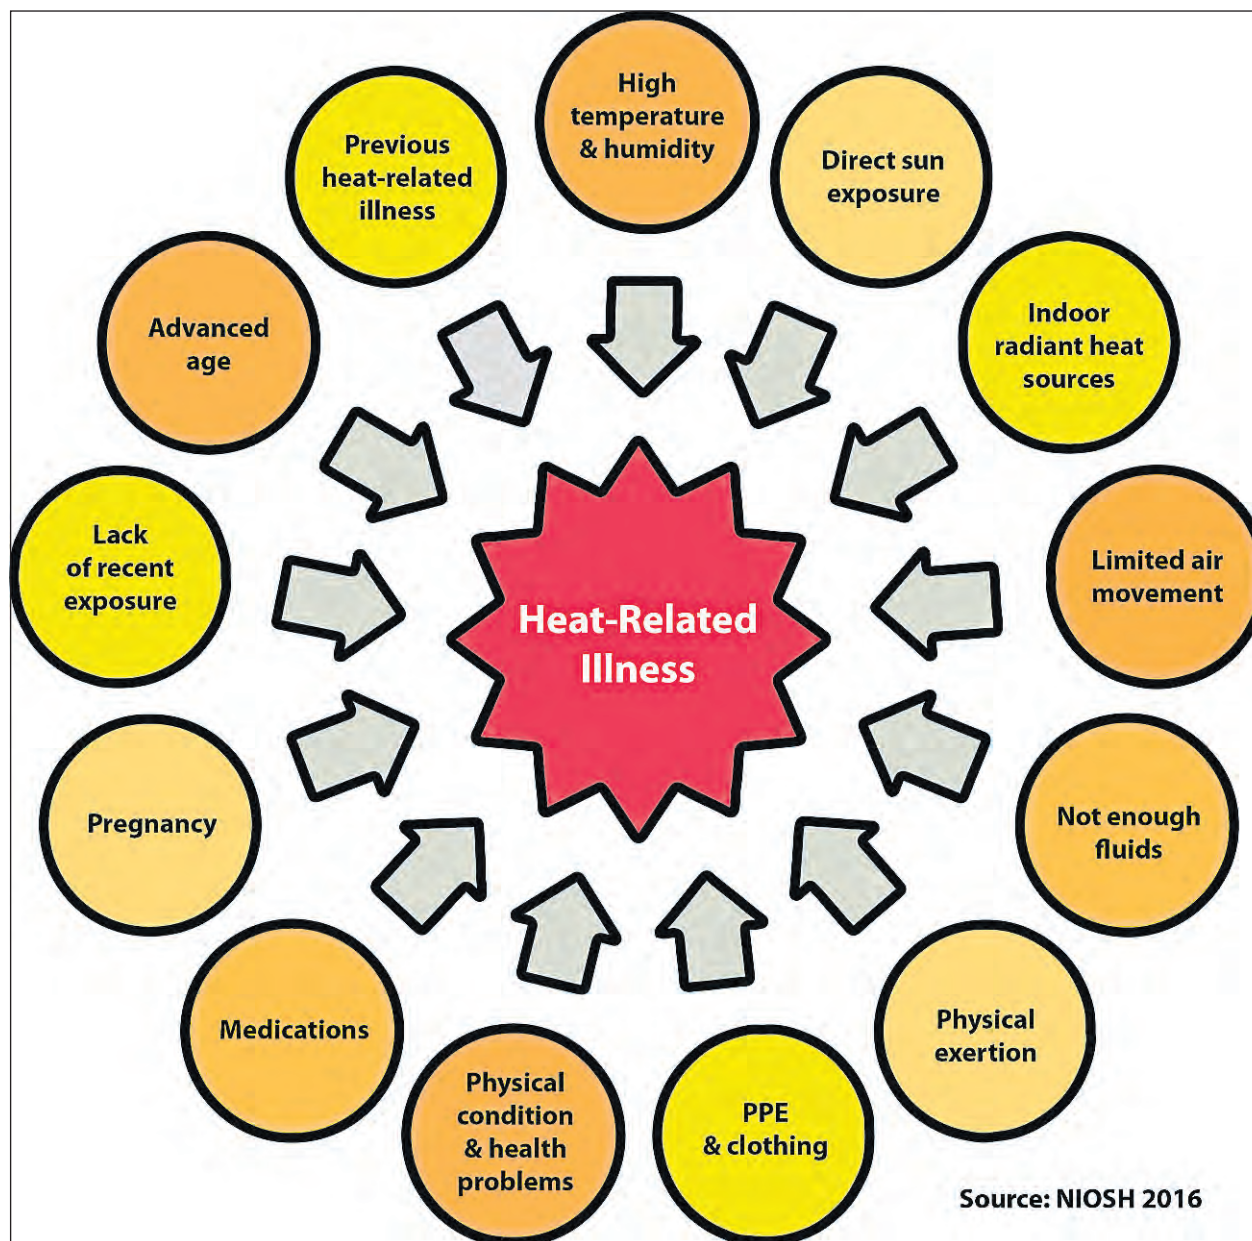 High
temperature
& humidity
Direct sun
exposure
Indoor
radiant heat
sources
Limited air
movement
Not enough
fluids
Physical
exertion
PPE
& clothing
Physical
condition
& health
problems
Medications
Pregnancy
Lack
of recent
exposure
Advanced
age
Previous
heat-related
illness
Heat-Related
Illness
Source: NIOSH 2016